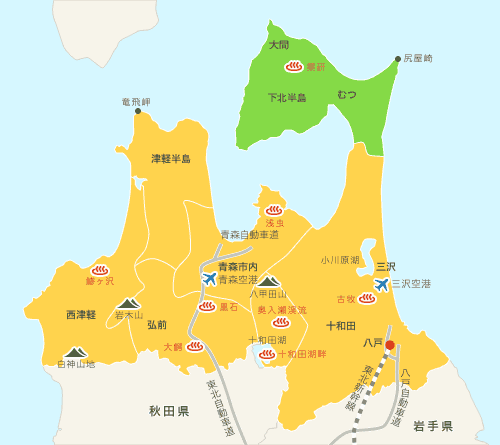 大間
尻屋崎
薬研
むつ
下北半島
竜飛岬
津軽半島
浅虫
青森自動車道
小川原湖
青森市内
三沢
鯵ヶ沢
青森空港
三沢空港
八甲田山
古牧
西津軽
岩木山
黒石
奥入瀬渓流
弘前
十和田
十和田湖
八戸
大鰐
十和田湖畔
白神山地
東北自動車道
東北新幹線
八戸自動車道
秋田県
岩手県